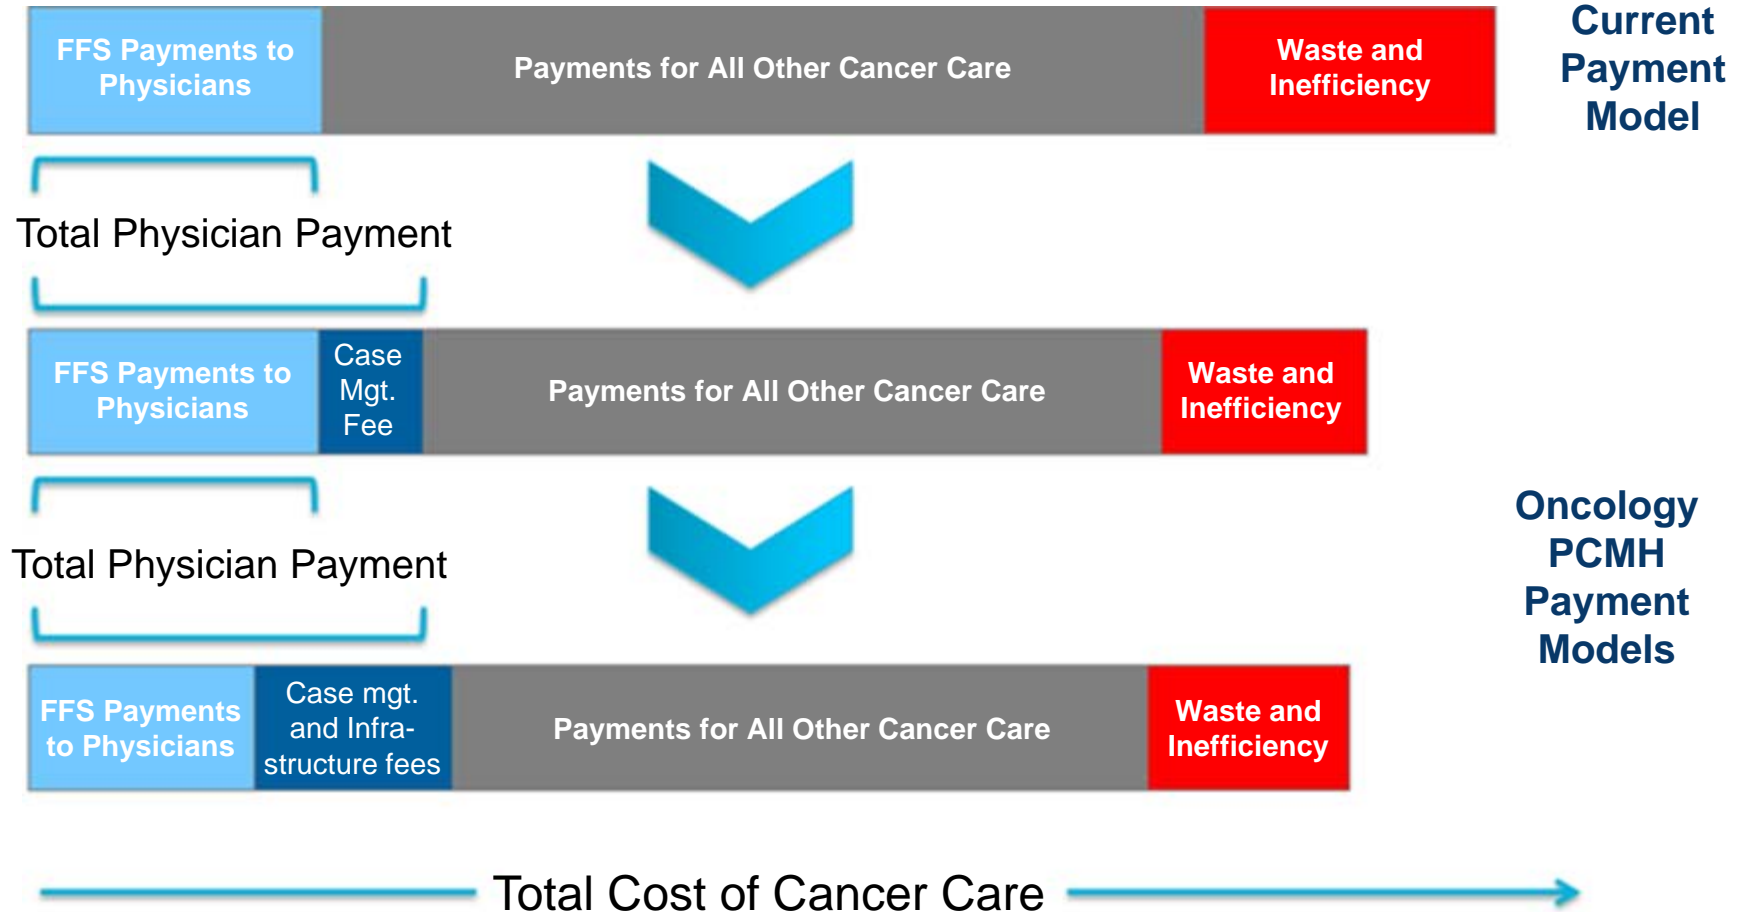 FFS Payments to
Physicians
Payments for All Other Cancer Care
Waste and
Inefficiency
Current
Payment
Model
Total Physician Payment
FFS Payments to
Physicians
Case
Mgt.
Fee
Payments for All Other Cancer Care
Waste and
Inefficiency
Total Physician Payment
Oncology
PCMH
Payment
Models
FFS Payments
to Physicians
Case mgt.
and Infra-
structure fees
Payments for All Other Cancer Care
Waste and
Inefficiency
Total Cost of Cancer Care